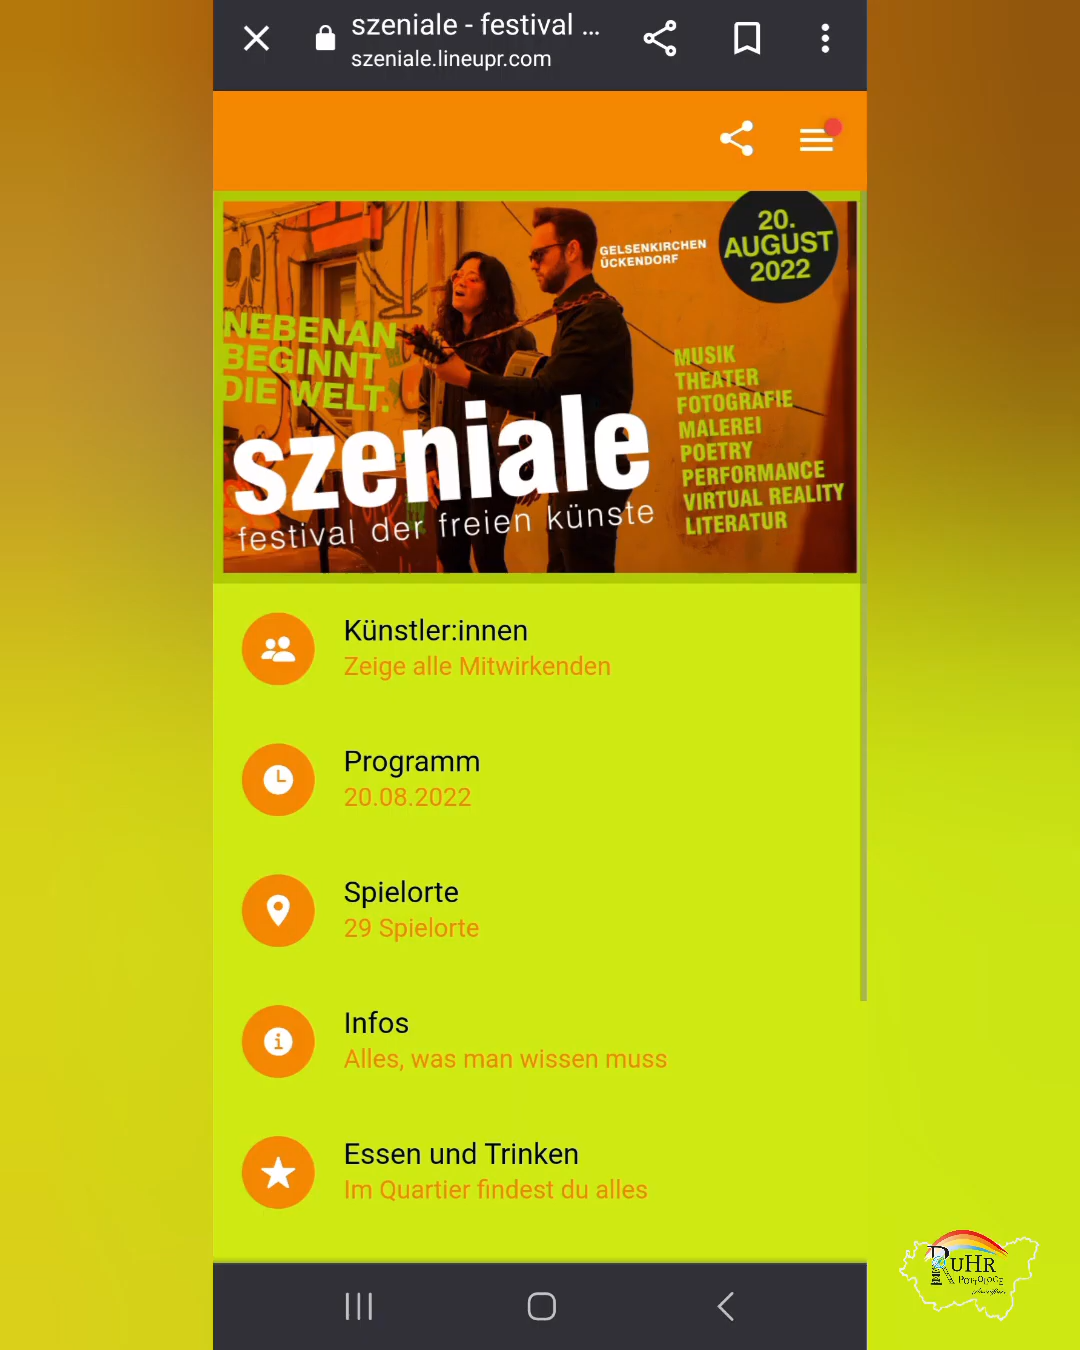 szeniale - festival ...
szeniale.lineupr.com
20.
AUGUST
2022
GELSENKIRCHEN
ÜCKENDORF
NEBENAN
BEGINNT
DIE WELT.
MUSIK
THEATER
FOTOGRAFIE
MALEREI
POETRY
PERFORMANCE
VIRTUAL REALITY
LITERATUR
szeniale
festival der freien künste
Künstler:innen
Zeige alle Mitwirkenden
Programm
20.08.2022
Spielorte
29 Spielorte
Infos
Alles, was man wissen muss
Essen und Trinken
Im Quartier findest du alles
RUHR
POTTOLOGE